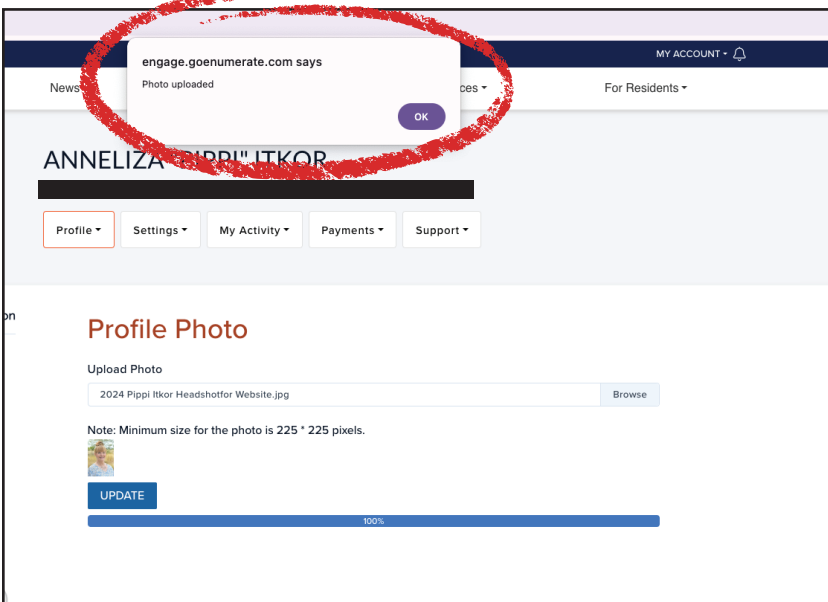 engage.goenumerate.com says
Photo uploaded
OK
MY ACCOUNT
News
ces
For Residents
ANNELIZA "PIPPI" ITKOR
Profile
Settings
My Activity
Payments
Support
on
Profile Photo
Upload Photo
2024 Pippi Itkor Headshotfor Website.jpg
Browse
Note: Minimum size for the photo is 225 * 225 pixels.
UPDATE
100%